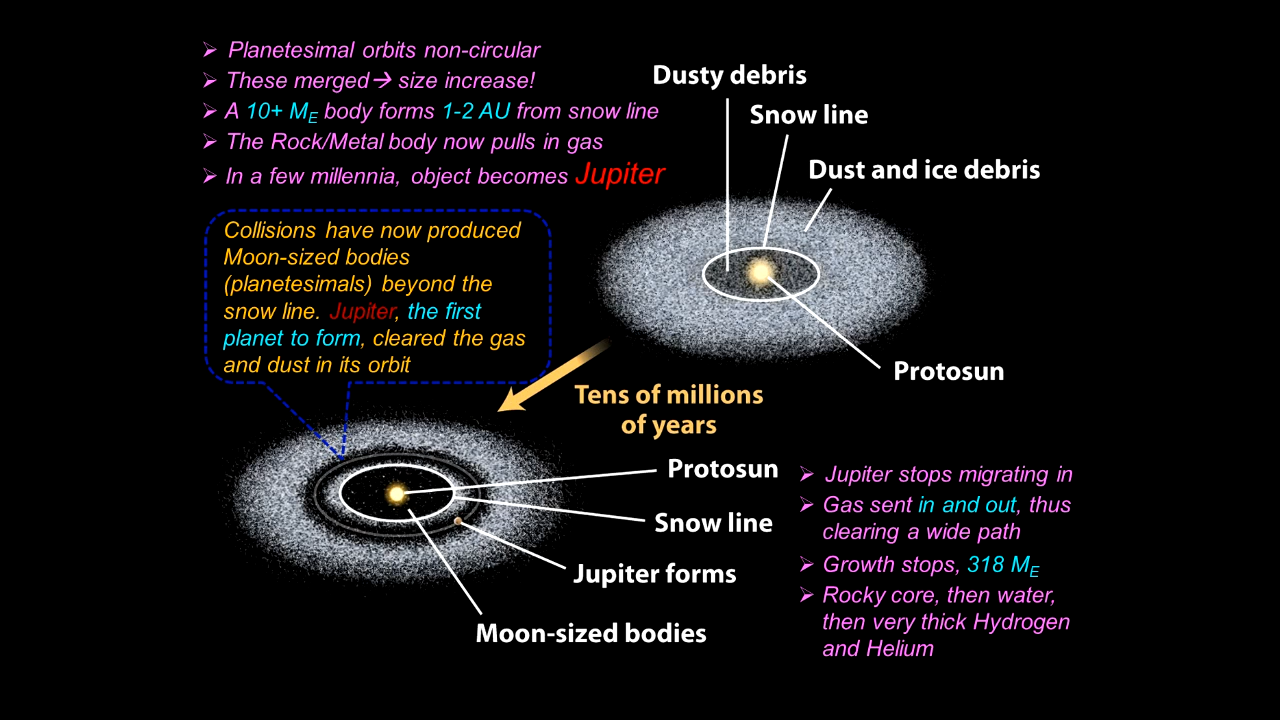 ➢ Planetesimal orbits non-circular
➢ These merged→ size increase!
➢ A 10+ M_E body forms 1-2 AU from snow line
➢ The Rock/Metal body now pulls in gas
➢ In a few millennia, object becomes Jupiter
Dusty debris
Snow line
Dust and ice debris
Protosun
Collisions have now produced
Moon-sized bodies
(planetesimals) beyond the
snow line. Jupiter, the first
planet to form, cleared the gas
and dust in its orbit
Tens of millions
of years
Protosun
Snow line
Jupiter forms
Moon-sized bodies
➢ Jupiter stops migrating in
➢ Gas sent in and out, thus
clearing a wide path
➢ Growth stops, 318 M_E
➢ Rocky core, then water,
then very thick Hydrogen
and Helium